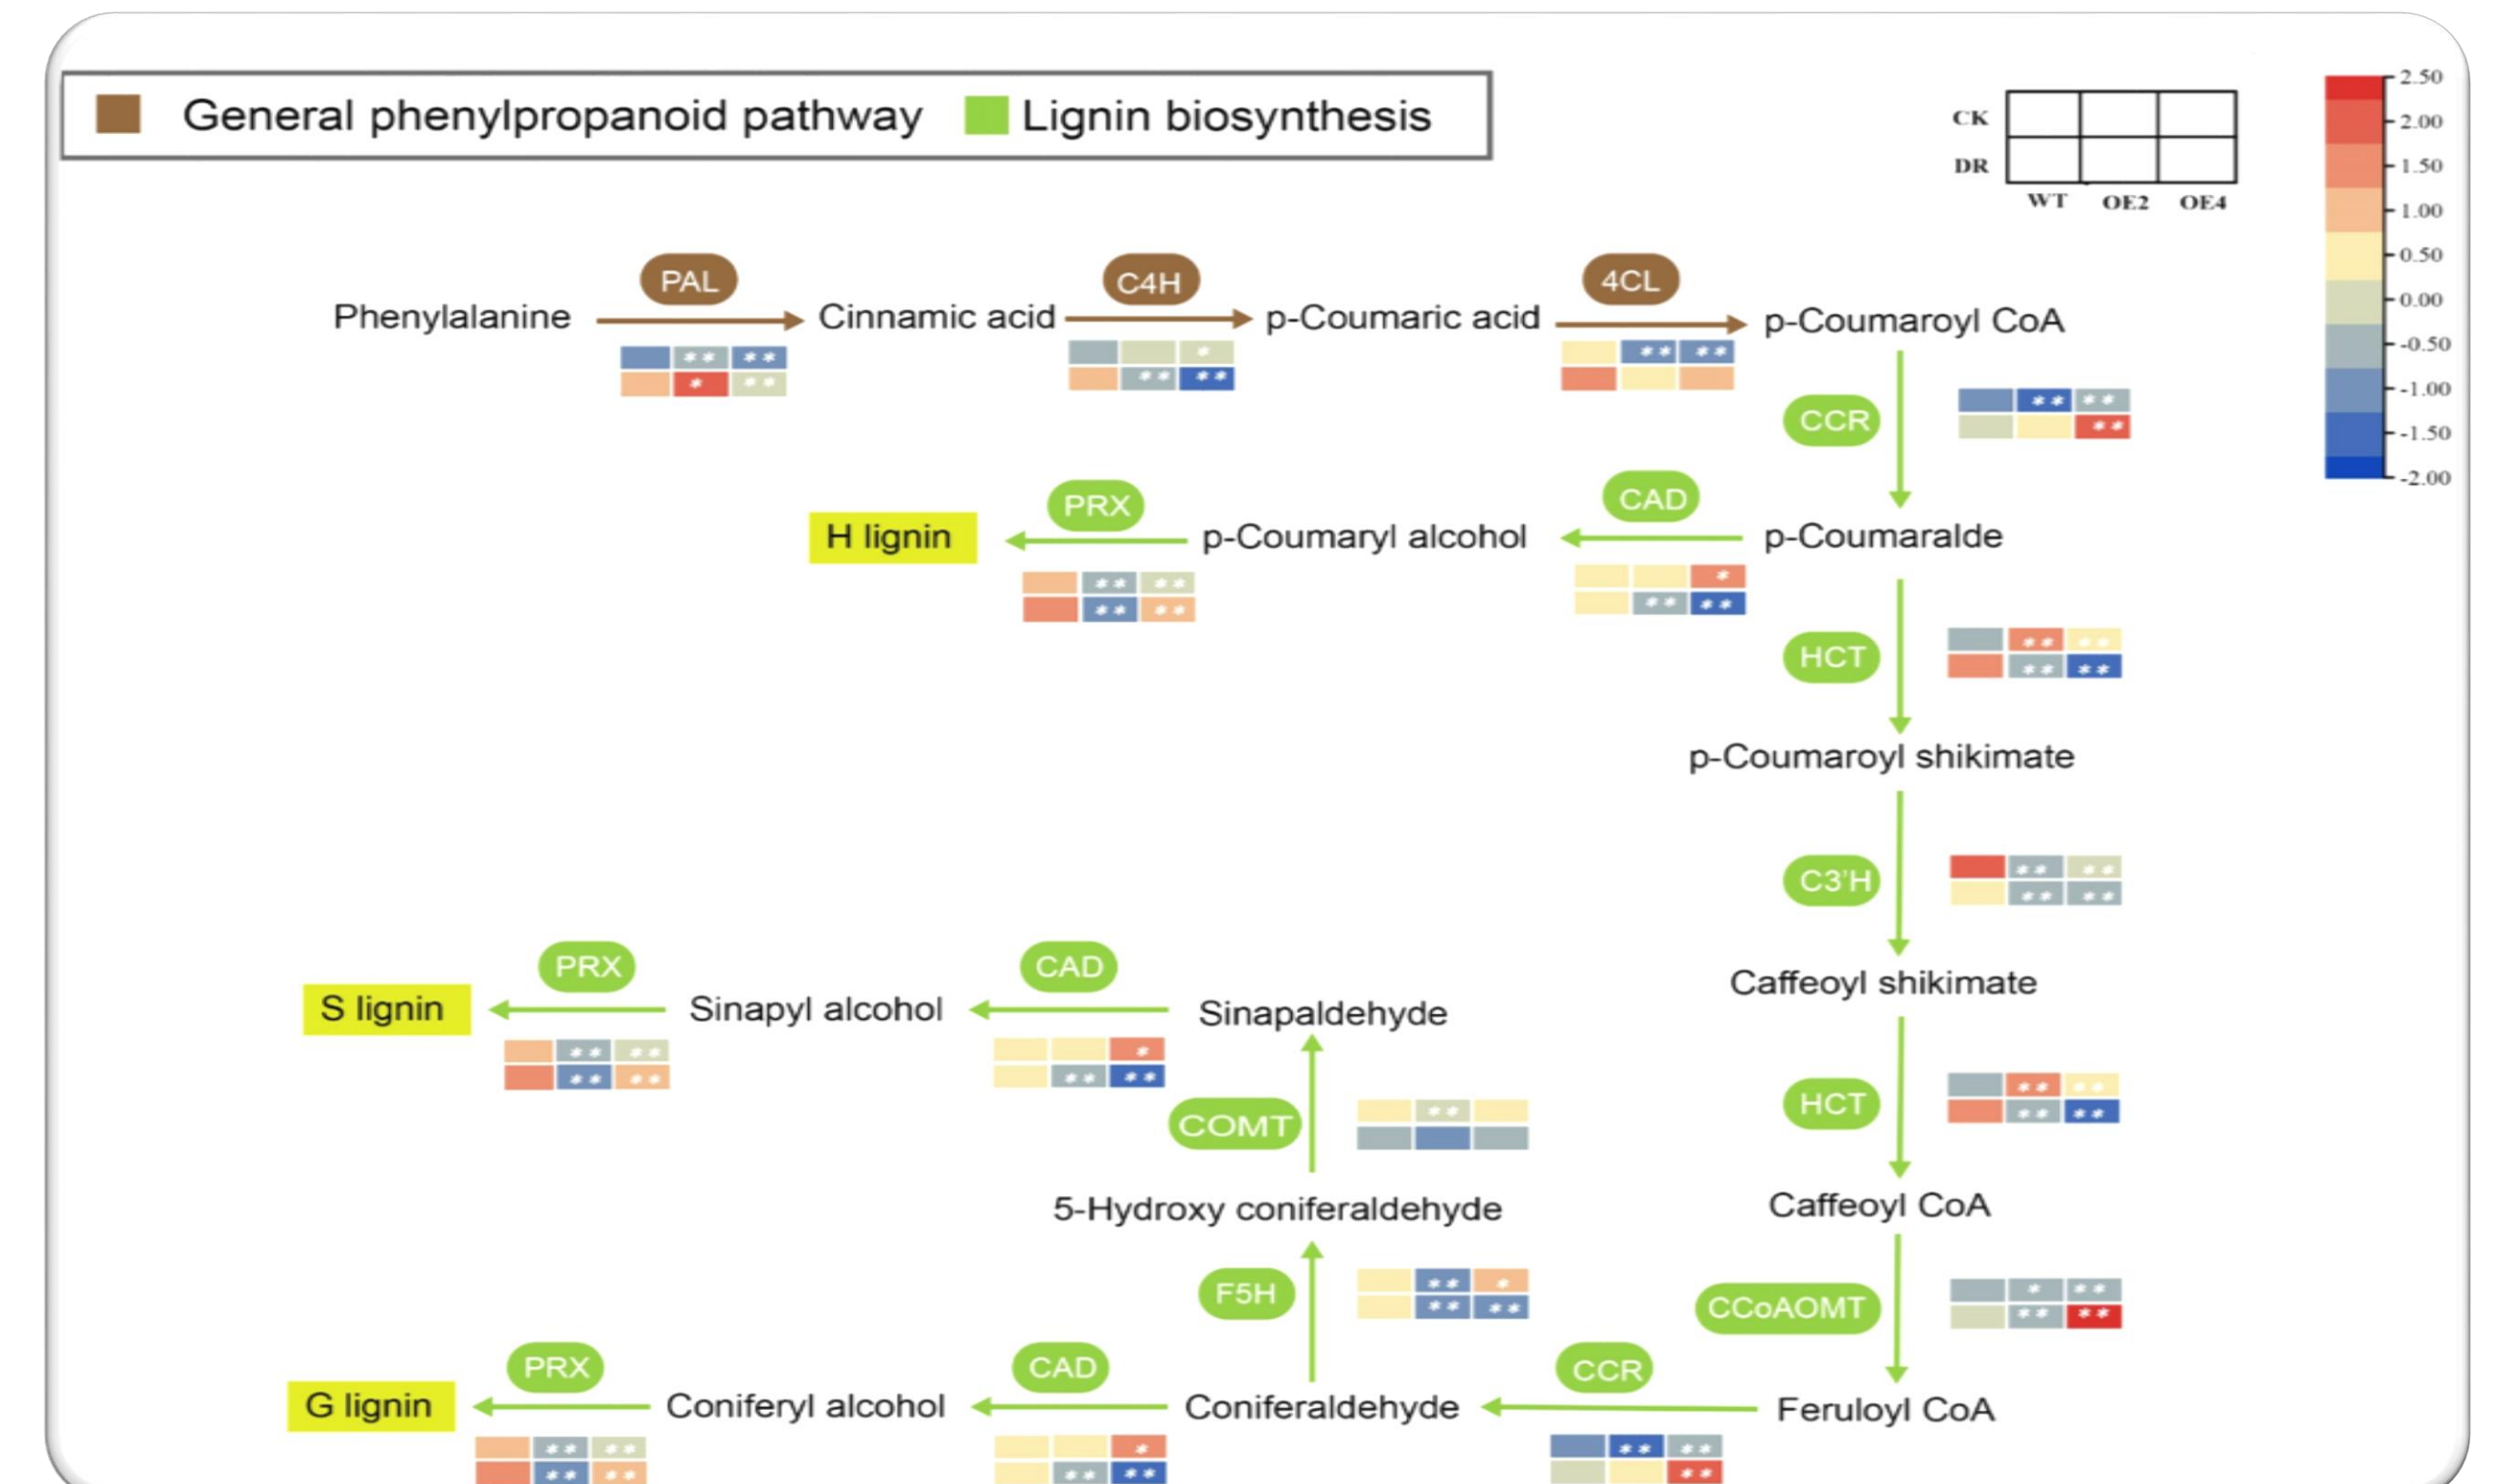 General phenylpropanoid pathway Lignin biosynthesis
CK
DR
WT OE2 OE4
2.50
2.00
1.50
1.00
0.50
0.00
-0.50
-1.00
-1.50
-2.00
PAL C4H 4CL
Phenylalanine Cinnamic acid p-Coumaric acid p-Coumaroyl CoA
** **
* **
*
** **
** **
CCR
** **
**
PRX CAD
H lignin p-Coumaryl alcohol p-Coumaralde
** **
** **
*
** **
HCT
** **
** **
p-Coumaroyl shikimate
C3'H
** **
** **
PRX CAD
Caffeoyl shikimate
S lignin Sinapyl alcohol Sinapaldehyde
** **
** **
*
** **
COMT
**
HCT
** **
** **
5-Hydroxy coniferaldehyde Caffeoyl CoA
F5H
** *
** **
CCoAOMT
* **
** **
PRX CAD CCR
G lignin Coniferyl alcohol Coniferaldehyde Feruloyl CoA
** **
** **
*
** **
** **
**